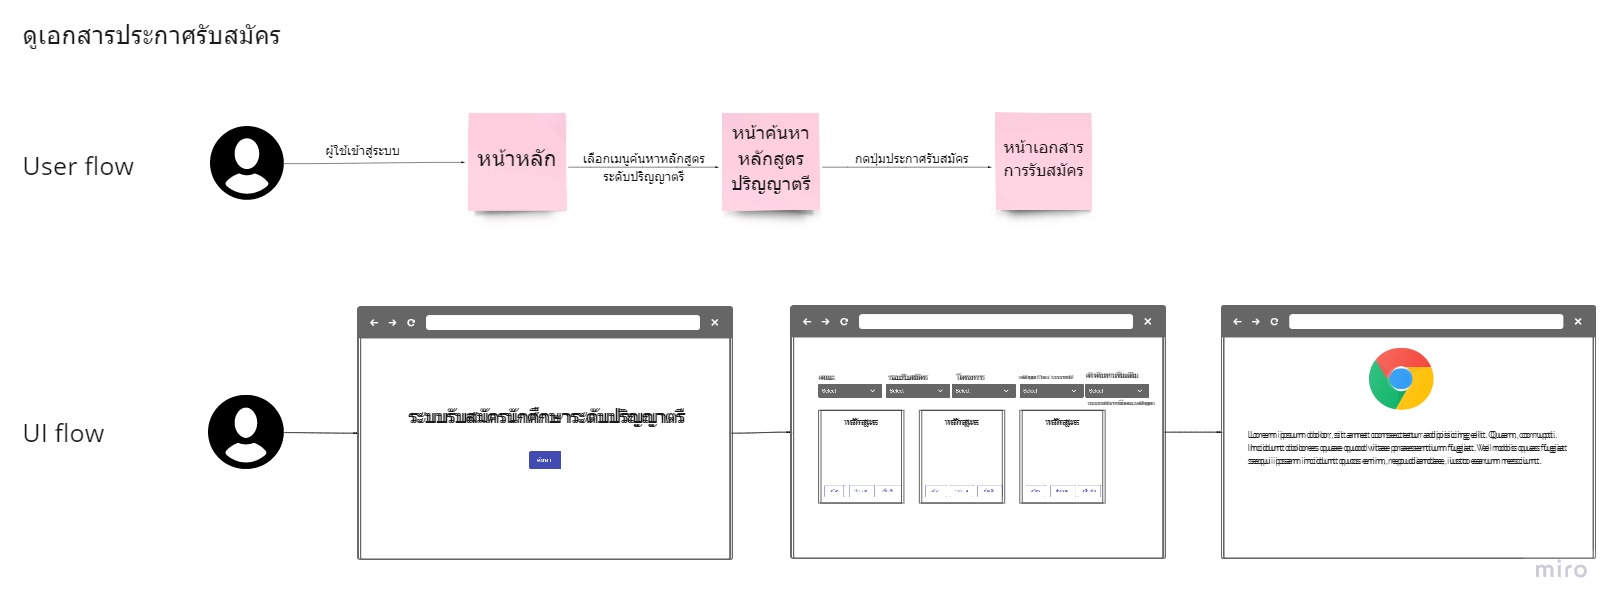 ดูเอกสารประกาศรับสมัคร
User flow
ผู้ใช้เข้าสู่ระบบ
หน้าหลัก
เลือกเมนูค้นหาหลักสูตร
ระดับปริญญาตรี
หน้าค้นหา
หลักสูตร
ปริญญาตรี
กดปุ่มประกาศรับสมัคร
หน้าเอกสาร
การรับสมัคร
UI flow
ระบบรับสมัครนักศึกษาระดับปริญญาตรี
ค้นหา
คณะ รอบรับสมัคร โครงการ
Select Select Select Select Select
หลักสูตร หลักสูตร หลักสูตร
Lorem ipsum dolor, sit amet consectetur adipisicing elit. Quam, corrupti.
Incidunt dolores quae quod vitae praesentium fugiat. Vel nobis quas fugiat
sequi ipsam incidunt quos enim, repudiandae, iusto earum nesciunt.
miro